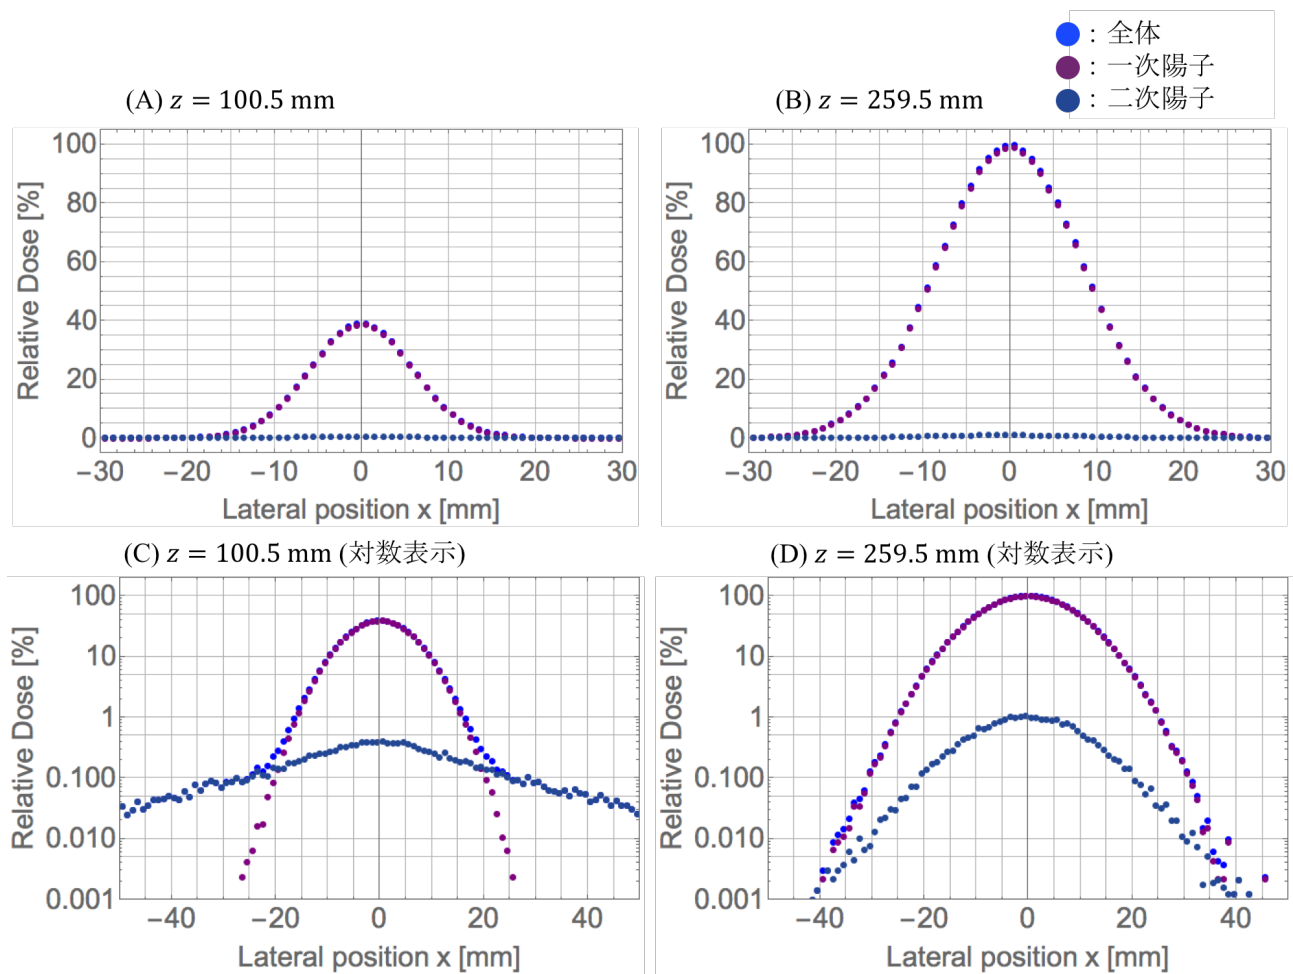 : 全体
: 一次陽子
: 二次陽子
(A) z = 100.5 mm
(B) z = 259.5 mm
Relative Dose [%]
100
80
60
40
20
0
−30 −20 −10 0 10 20 30
Lateral position x [mm]
Relative Dose [%]
100
80
60
40
20
0
−30 −20 −10 0 10 20 30
Lateral position x [mm]
(C) z = 100.5 mm (対数表示)
(D) z = 259.5 mm (対数表示)
Relative Dose [%]
100
10
1
0.100
0.010
0.001
−40 −20 0 20 40
Lateral position x [mm]
Relative Dose [%]
100
10
1
0.100
0.010
0.001
−40 −20 0 20 40
Lateral position x [mm]